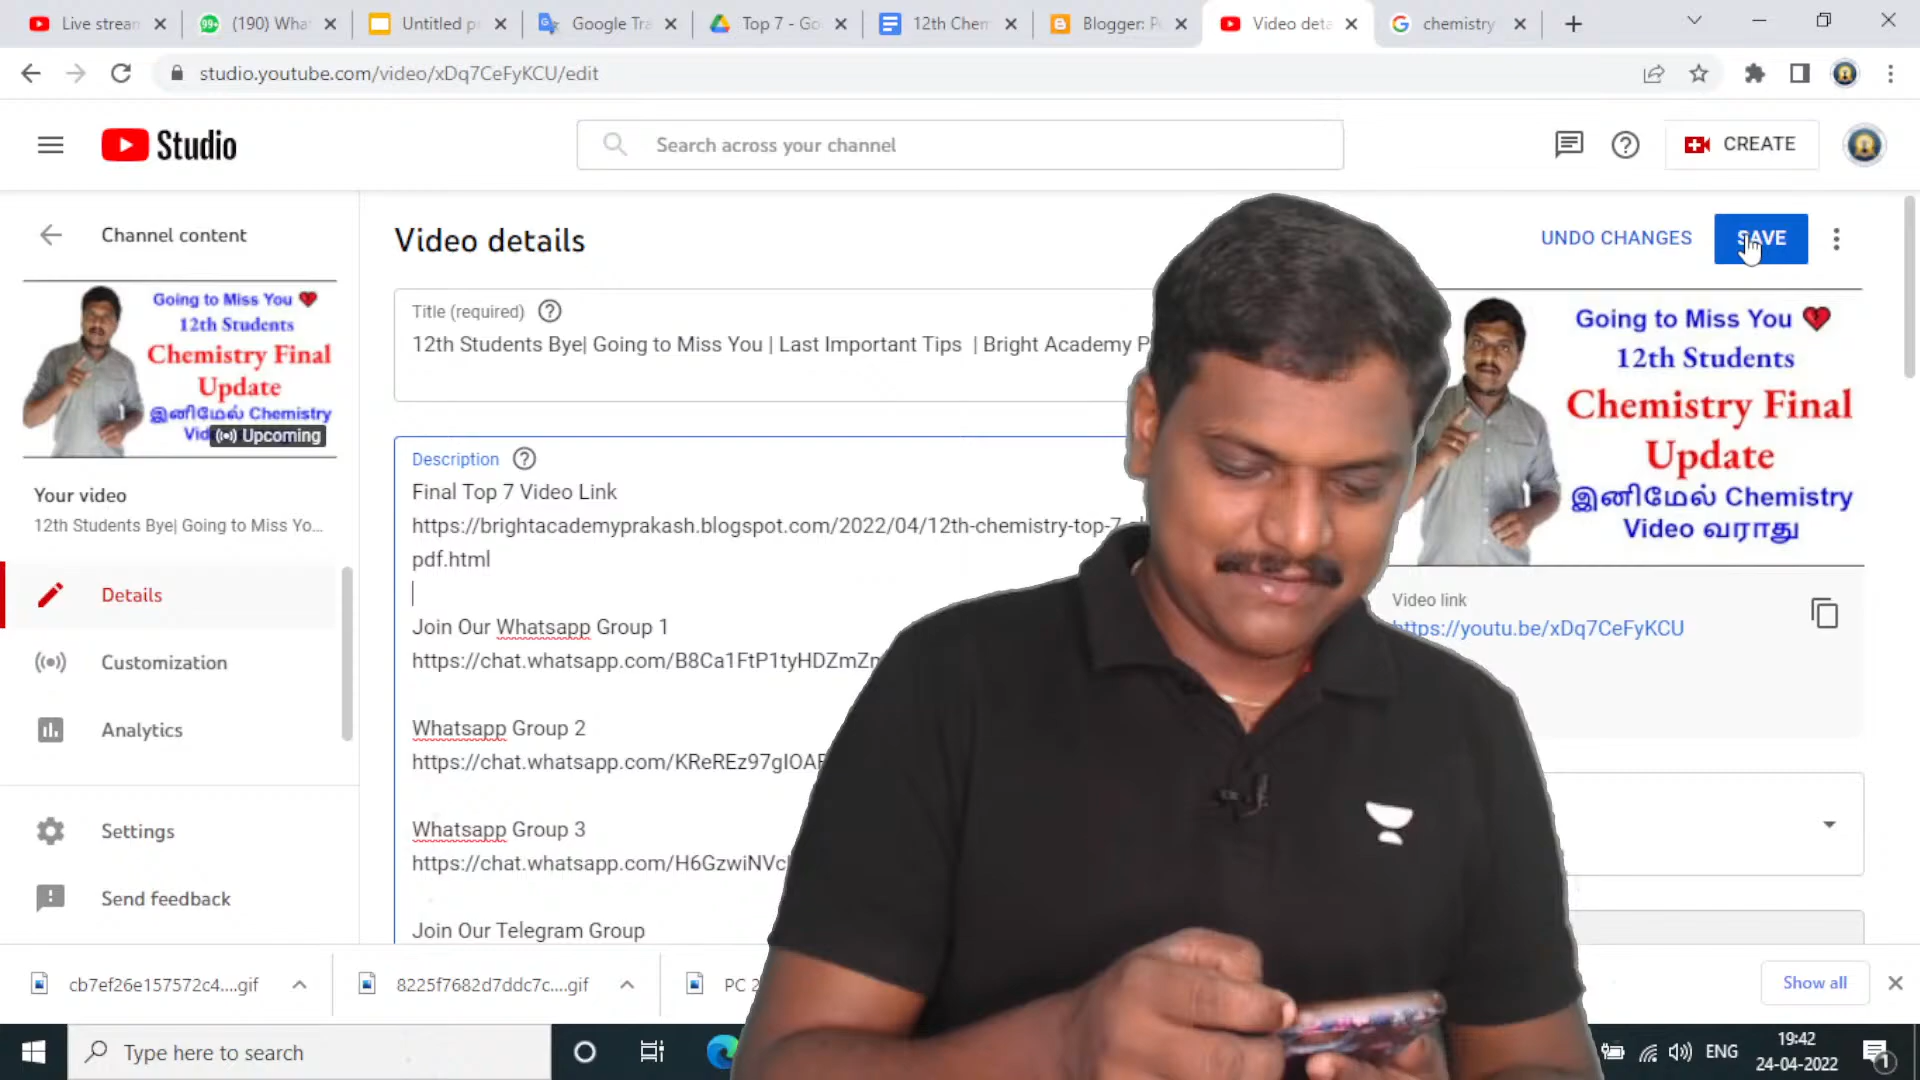 Live stream
(190) Wha
Untitled p
Google Tra
Top 7 - Go
12th Chem
Blogger: P
Video deta
chemistry
studio.youtube.com/video/xDq7CeFyKCU/edit
Studio
Search across your channel
CREATE
Channel content
Video details
UNDO CHANGES
SAVE
Going to Miss You
12th Students
Chemistry Final
Update
இனிமேல் Chemistry
Upcoming
Title (required)
12th Students Bye| Going to Miss You | Last Important Tips | Bright Academy P
Going to Miss You
12th Students
Chemistry Final
Update
இனிமேல் Chemistry
Video வராது
Your video
12th Students Bye| Going to Miss Yo...
Details
Customization
Analytics
Settings
Send feedback
Description
Final Top 7 Video Link
https://brightacademyprakash.blogspot.com/2022/04/12th-chemistry-top-7
pdf.html
Join Our Whatsapp Group 1
https://chat.whatsapp.com/B8Ca1FtP1tyHDZmZ
Whatsapp Group 2
https://chat.whatsapp.com/KReREz97gIOA
Whatsapp Group 3
https://chat.whatsapp.com/H6GzwiNVc
Join Our Telegram Group
Video link
https://youtu.be/xDq7CeFyKCU
cb7ef26e157572c4....gif
8225f7682d7ddc7c....gif
PC 2
Show all
Type here to search
ENG
19:42
24-04-2022
1